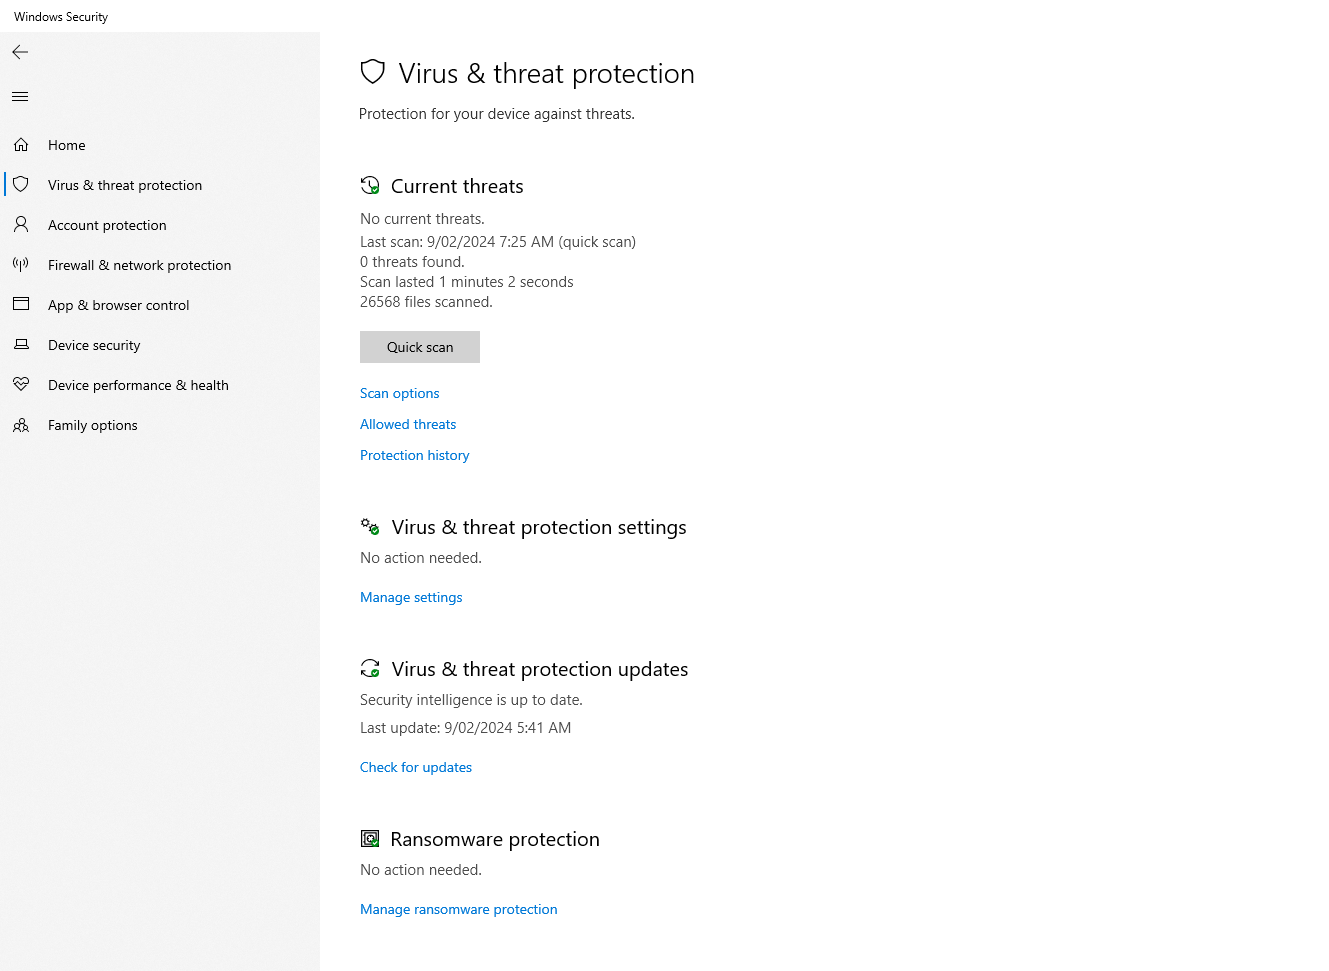 Windows Security
Home
Virus & threat protection
Account protection
Firewall & network protection
App & browser control
Device security
Device performance & health
Family options
Virus & threat protection
Protection for your device against threats.
Current threats
No current threats.
Last scan: 9/02/2024 7:25 AM (quick scan)
0 threats found.
Scan lasted 1 minutes 2 seconds
26568 files scanned.
Quick scan
Scan options
Allowed threats
Protection history
Virus & threat protection settings
No action needed.
Manage settings
Virus & threat protection updates
Security intelligence is up to date.
Last update: 9/02/2024 5:41 AM
Check for updates
Ransomware protection
No action needed.
Manage ransomware protection